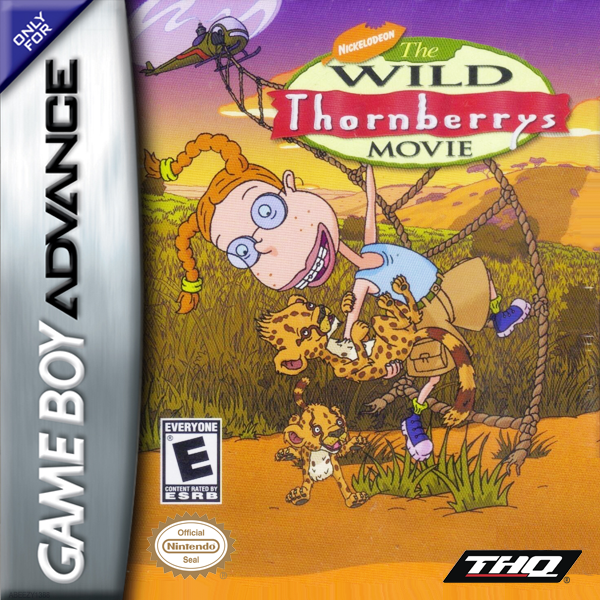 ONLY
FOR
GAME BOY ADVANCE
NICKELODEON
The
WILD
Thornberrys
MOVIE
EVERYONE
E
®
CONTENT RATED BY
ESRB
Official
Nintendo
Seal
THQ
®